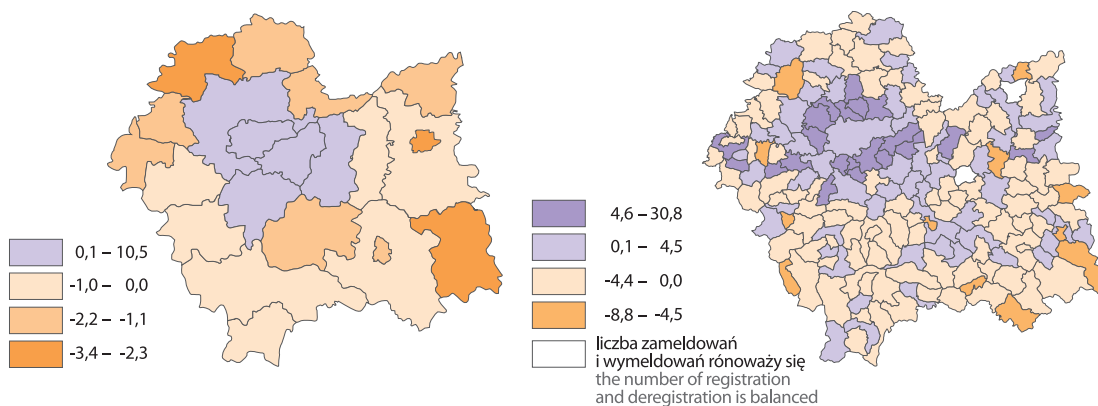 0,1 – 10,5
-1,0 – 0,0
-2,2 – -1,1
-3,4 – -2,3
4,6 – 30,8
0,1 – 4,5
-4,4 – 0,0
-8,8 – -4,5
liczba zameldowań
i wymeldowań rónoważy się
the number of registration
and deregistration is balanced